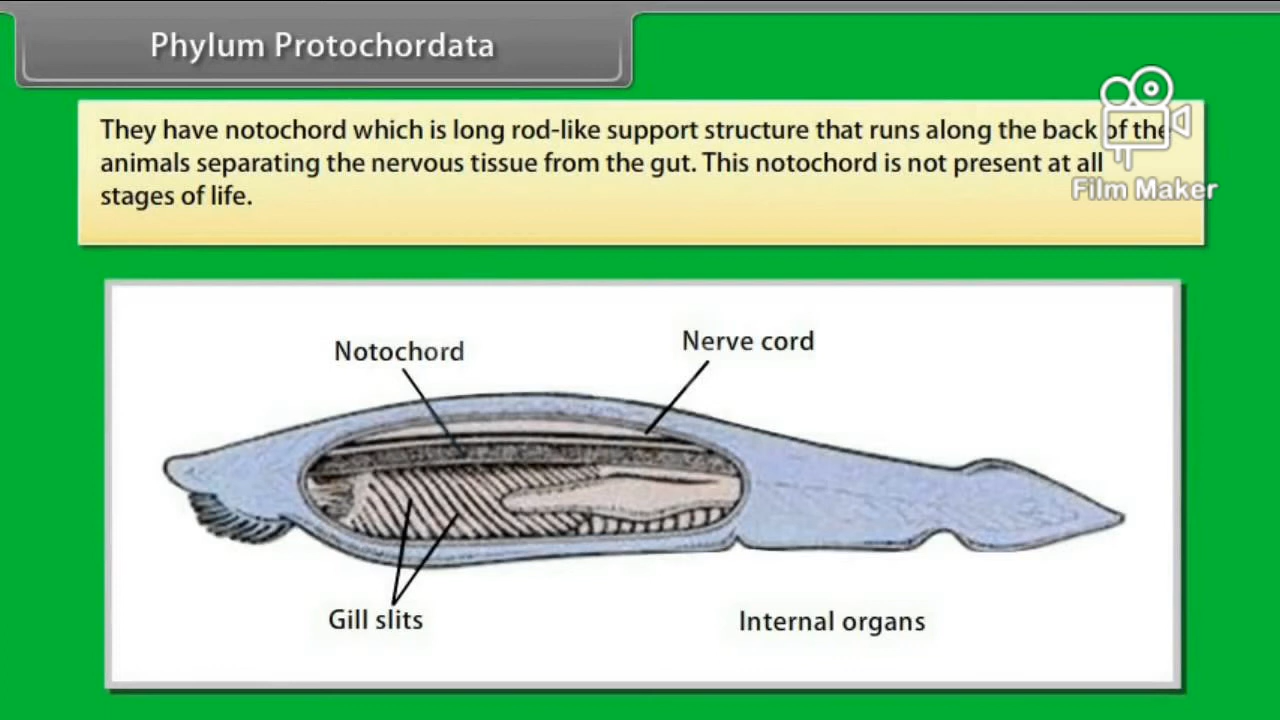 Phylum Protochordata
They have notochord which is long rod-like support structure that runs along the back of the
animals separating the nervous tissue from the gut. This notochord is not present at all
stages of life.
Film Maker
Notochord
Nerve cord
Gill slits
Internal organs